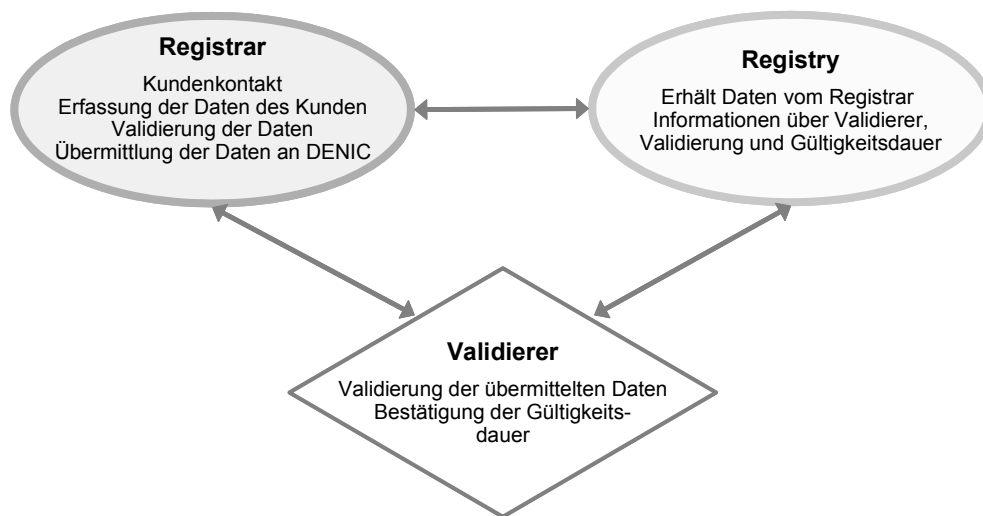 Registrar
Kundenkontakt
Erfassung der Daten des Kunden
Validierung der Daten
Übermittlung der Daten an DENIC
Registry
Erhält Daten vom Registrar
Informationen über Validierer,
Validierung und Gültigkeitsdauer
Validierer
Validierung der übermittelten Daten
Bestätigung der Gültigkeits-
dauer